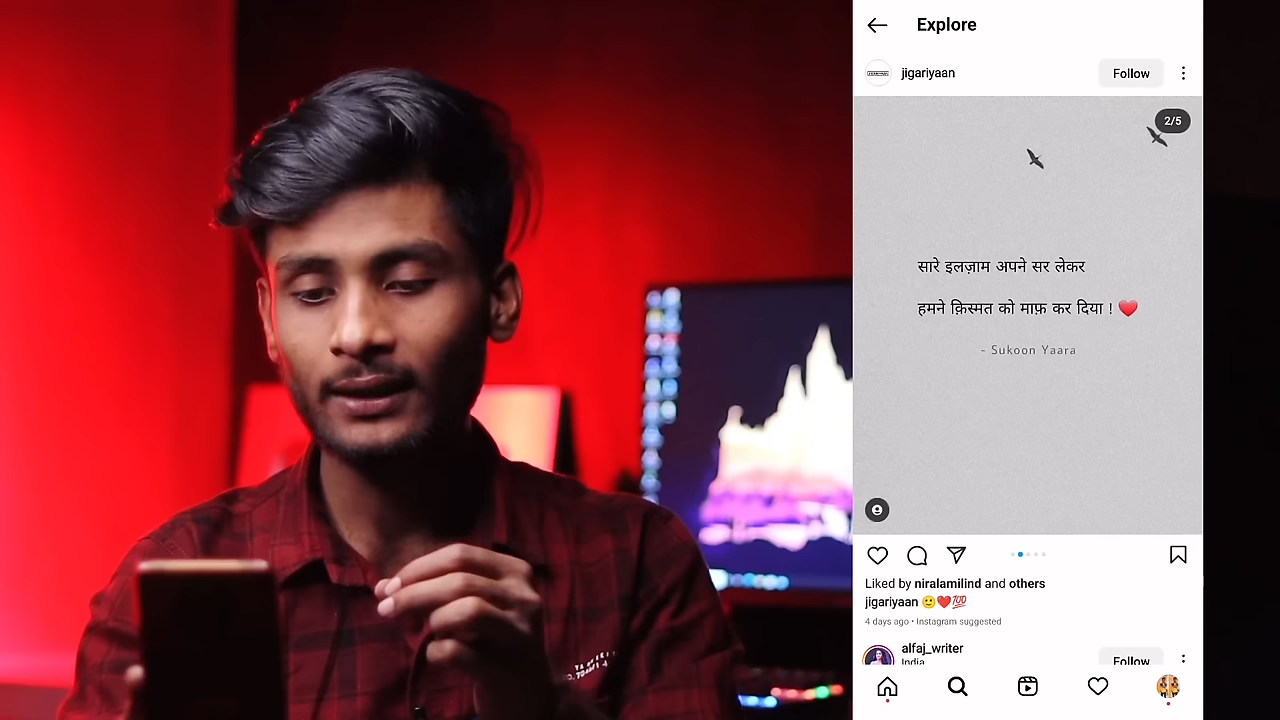 Explore
jigariyaan
Follow
2/5
सारे इलज़ाम अपने सर लेकर
हमने क़िस्मत को माफ़ कर दिया ! ❤️
- Sukoon Yaara
Liked by niralamilind and others
jigariyaan 🙂❤️💯
4 days ago • Instagram suggested
alfaj_writer
India
Follow